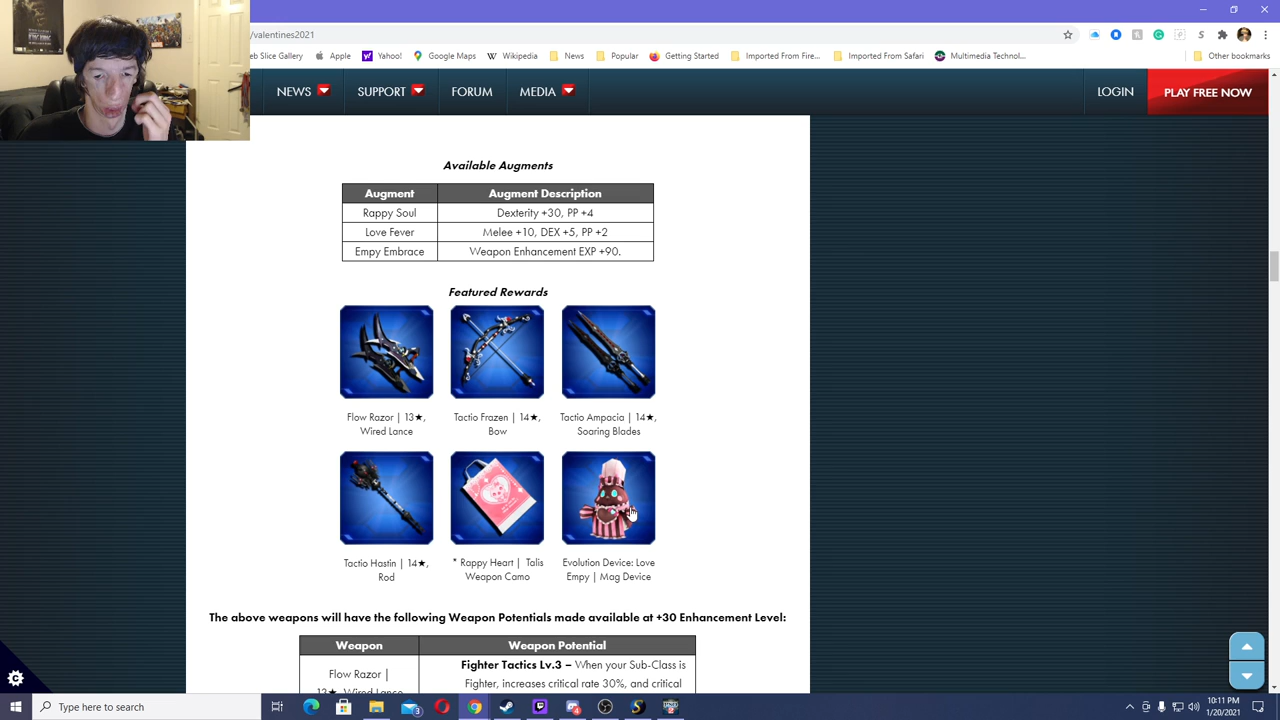 /valentines2021
eb Slice Gallery Apple Yahoo! Google Maps Wikipedia News Popular Getting Started Imported From Fire... Imported From Safari Multimedia Technol... Other bookmarks
NEWS SUPPORT FORUM MEDIA LOGIN PLAY FREE NOW
Available Augments
Augment Augment Description
Rappy Soul Dexterity +30, PP +4
Love Fever Melee +10, DEX +5, PP +2
Empy Embrace Weapon Enhancement EXP +90.
Featured Rewards
Flow Razor | 13★, Tactio Frazen | 14★, Tactio Ampacia | 14★,
Wired Lance Bow Soaring Blades
Tactio Hastin | 14★, * Rappy Heart | Talis Evolution Device: Love
Rod Weapon Camo Empy | Mag Device
The above weapons will have the following Weapon Potentials made available at +30 Enhancement Level:
Weapon Weapon Potential
Fighter Tactics Lv.3 – When your Sub-Class is
Flow Razor |
Fighter, increases critical rate 30%, and critical
13★, Wired Lance
Type here to search
10:11 PM
1/20/2021